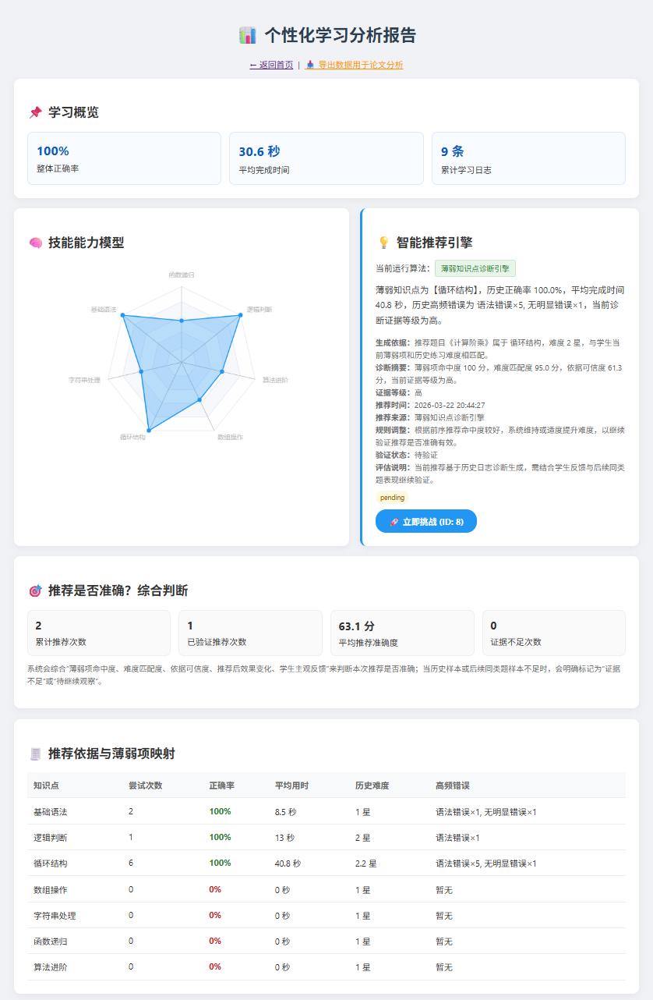 📊 个性化学习分析报告
← 返回首页 | 📥 导出数据用于论文分析
📌 学习概览
100%
整体正确率
30.6 秒
平均完成时间
9 条
累计学习日志
🧠 技能能力模型
函数递归
基础语法
逻辑判断
字符串处理
算法进阶
循环结构
数组操作
💡 智能推荐引擎
当前运行算法: 薄弱知识点诊断引擎
薄弱知识点为【循环结构】，历史正确率 100.0%，平均完成时间
40.8 秒，历史高频错误为 语法错误×5, 无明显错误×1，当前诊
断证据等级为高。
生成依据：推荐题目《计算阶乘》属于 循环结构，难度 2 星，与学生当
前薄弱项和历史练习难度相匹配。
诊断摘要：薄弱项命中度 100 分，难度匹配度 95.0 分，依据可信度 61.3
分，当前证据等级为高。
证据等级：高
推荐时间：2026-03-22 20:44:27
推荐来源：薄弱知识点诊断引擎
规则调整：根据前序推荐命中度较好，系统维持或适度提升难度，以继续
验证推荐是否准确有效。
验证状态：待验证
评估说明：当前推荐基于历史日志诊断生成，需结合学生反馈与后续同类
题表现继续验证。
pending
🚀 立即挑战 (ID: 8)
🎯 推荐是否准确？综合判断
2
累计推荐次数
1
已验证推荐次数
63.1 分
平均推荐准确度
0
证据不足次数
系统会综合“薄弱项命中度、难度匹配度、依据可信度、推荐后效果变化、学生主观反馈”来判断本次推荐是否准确；当历史样本或后续同类题样本不足时，会明确标记为“证据
不足”或“待继续观察”。
🧾 推荐依据与薄弱项映射
知识点 尝试次数 正确率 平均用时 历史难度 高频错误
基础语法 2 100% 8.5 秒 1 星 语法错误×1, 无明显错误×1
逻辑判断 1 100% 13 秒 2 星 语法错误×1
循环结构 6 100% 40.8 秒 2.2 星 语法错误×5, 无明显错误×1
数组操作 0 0% 0 秒 1 星 暂无
字符串处理 0 0% 0 秒 1 星 暂无
函数递归 0 0% 0 秒 1 星 暂无
算法进阶 0 0% 0 秒 1 星 暂无